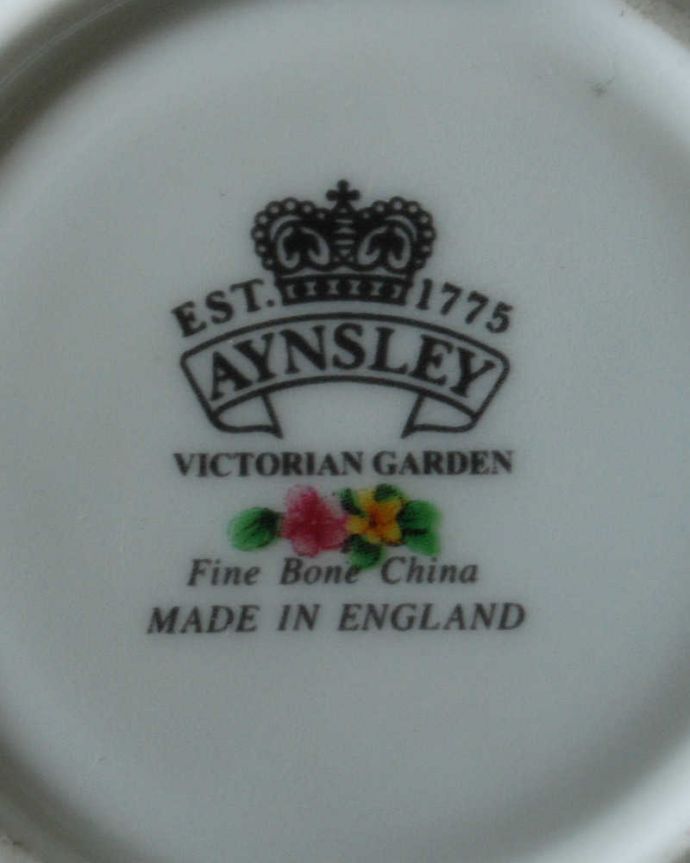 EST. 1775
AYNSLEY
VICTORIAN GARDEN
Fine Bone China
MADE IN ENGLAND